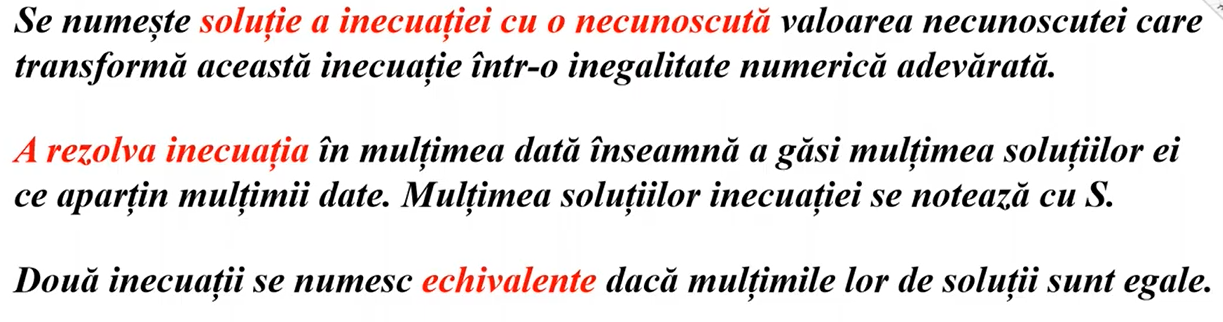 Se numește soluție a inecuației cu o necunoscută valoarea necunoscutei care
transformă această inecuație într-o inegalitate numerică adevărată.
A rezolva inecuația în mulțimea dată înseamnă a găsi mulțimea soluțiilor ei
ce aparțin mulțimii date. Mulțimea soluțiilor inecuației se notează cu S.
Două inecuații se numesc echivalente dacă mulțimile lor de soluții sunt egale.